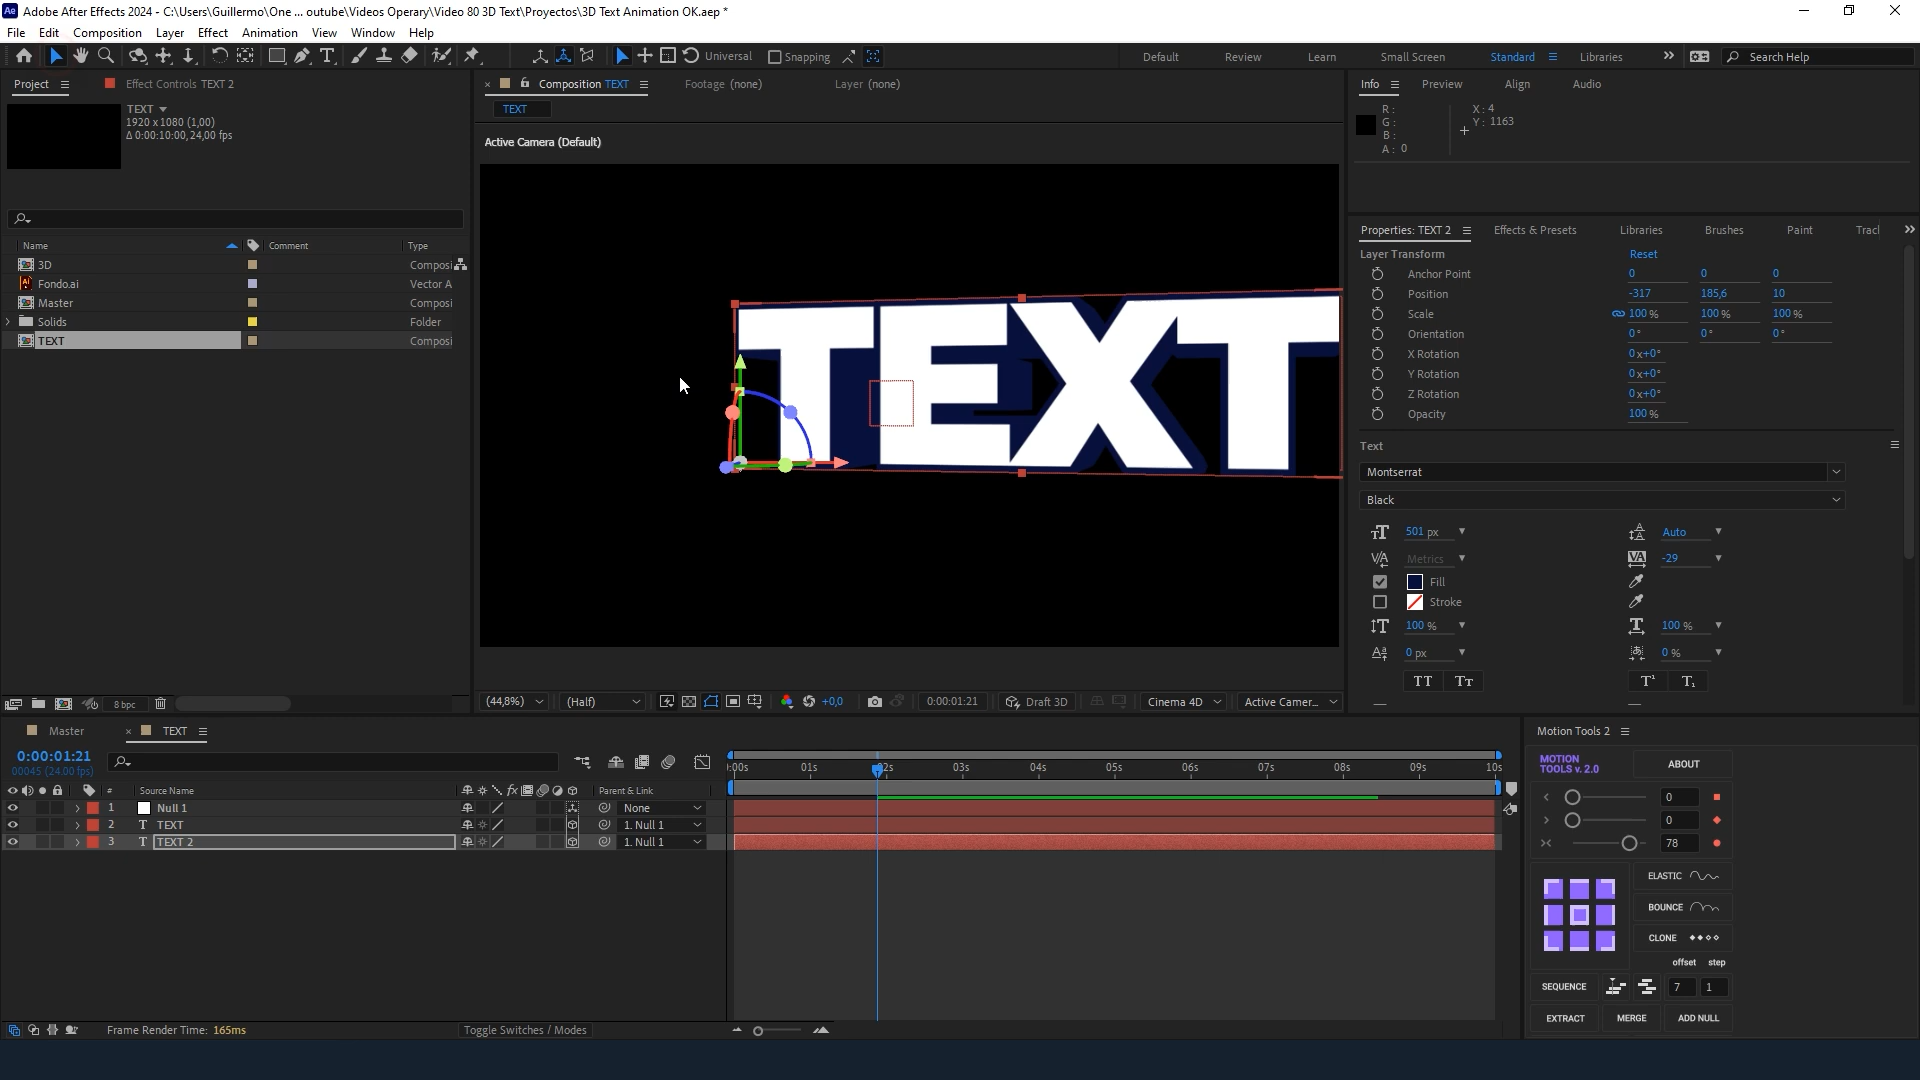 Adobe After Effects 2024 - C:\Users\Guillermo\One ... outube\Videos Operary\Video 80 3D Text\Proyectos\3D Text Animation OK.aep *
File Edit Composition Layer Effect Animation View Window Help
Universal Snapping Default Review Learn Small Screen Standard Libraries Search Help
Project Effect Controls TEXT 2 Composition TEXT Footage (none) Layer (none) Info Preview Align Audio
TEXT
1920 x 1080 (1,00)
Δ 0:00:10:00, 24,00 fps
TEXT
R:
G:
B:
A: 0
X: 4
Y: 1163
Active Camera (Default)
Name Comment Type
3D Composi
Fondo.ai Vector A
Master Composi
Solids Folder
TEXT Composi
TEXT
Properties: TEXT 2 Effects & Presets Libraries Brushes Paint Tracl
Layer Transform Reset
Anchor Point 0 0 0
Position -317 185,6 10
Scale 100 % 100 % 100 %
Orientation 0° 0° 0°
X Rotation 0x+0°
Y Rotation 0x+0°
Z Rotation 0x+0°
Opacity 100 %
Text
Montserrat
Black
501 px Auto
Metrics -29
Fill
Stroke
100 % 100 %
0 px 0 %
8 bpc
(44,8%) (Half) +0,0 0:00:01:21 Draft 3D Cinema 4D Active Camer...
Master TEXT
0:00:01:21
00045 (24.00 fps)
:00s 01s 02s 03s 04s 05s 06s 07s 08s 09s 10s
# Source Name Parent & Link
1 Null 1 None
2 TEXT 1. Null 1
3 TEXT 2 1. Null 1
Frame Render Time: 165ms Toggle Switches / Modes
Motion Tools 2
MOTION
TOOLS v. 2.0
ABOUT
0
0
78
ELASTIC
BOUNCE
CLONE
offset step
SEQUENCE 7 1
EXTRACT MERGE ADD NULL